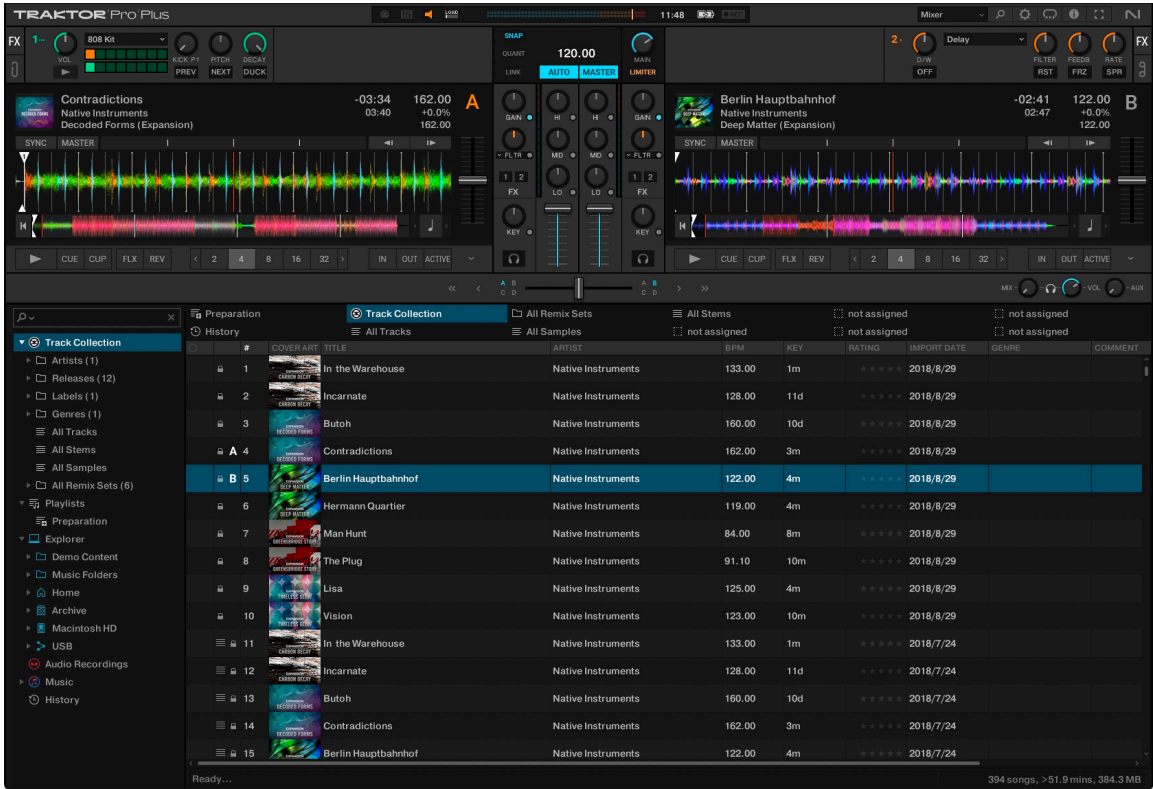 TRAKTOR Pro Plus LOAD 11:48 Mixer
FX 1 808 Kit
VOL KICK P1 PITCH DECAY
PREV NEXT DUCK
SNAP
QUANT 120.00 MAIN
LINK AUTO MASTER LIMITER
2 Delay FX
D/W FILTER FEEDB RATE
OFF RST FRZ SPR
Contradictions -03:34 162.00 A
Native Instruments 03:40 +0.0%
Decoded Forms (Expansion) 162.00
SYNC MASTER
GAIN HI HI GAIN
FLTR MID MID FLTR
1 2 LO LO 1 2
FX FX
KEY KEY
Berlin Hauptbahnhof -02:41 122.00 B
Native Instruments 02:47 +0.0%
Deep Matter (Expansion) 122.00
SYNC MASTER
CUE CUP FLX REV 2 4 8 16 32 IN OUT ACTIVE
CUE CUP FLX REV 2 4 8 16 32 IN OUT ACTIVE
A B A B
C D C D
MIX VOL AUX
Preparation Track Collection All Remix Sets All Stems not assigned not assigned
History All Tracks All Samples not assigned not assigned not assigned
Track Collection
Artists (1)
Releases (12)
Labels (1)
Genres (1)
All Tracks
All Stems
All Samples
All Remix Sets (6)
Playlists
Preparation
Explorer
Demo Content
Music Folders
Home
Archive
Macintosh HD
USB
Audio Recordings
Music
History
# COVER ART TITLE ARTIST BPM KEY RATING IMPORT DATE GENRE COMMENT
1 In the Warehouse Native Instruments 133.00 1m 2018/8/29
2 Incarnate Native Instruments 128.00 11d 2018/8/29
3 Butoh Native Instruments 160.00 10d 2018/8/29
A 4 Contradictions Native Instruments 162.00 3m 2018/8/29
B 5 Berlin Hauptbahnhof Native Instruments 122.00 4m 2018/8/29
6 Hermann Quartier Native Instruments 119.00 4m 2018/8/29
7 Man Hunt Native Instruments 84.00 8m 2018/8/29
8 The Plug Native Instruments 91.10 10m 2018/8/29
9 Lisa Native Instruments 125.00 4m 2018/8/29
10 Vision Native Instruments 123.00 10m 2018/8/29
11 In the Warehouse Native Instruments 133.00 1m 2018/7/24
12 Incarnate Native Instruments 128.00 11d 2018/7/24
13 Butoh Native Instruments 160.00 10d 2018/7/24
14 Contradictions Native Instruments 162.00 3m 2018/7/24
15 Berlin Hauptbahnhof Native Instruments 122.00 4m 2018/7/24
Ready... 394 songs, >51.9 mins, 384.3 MB